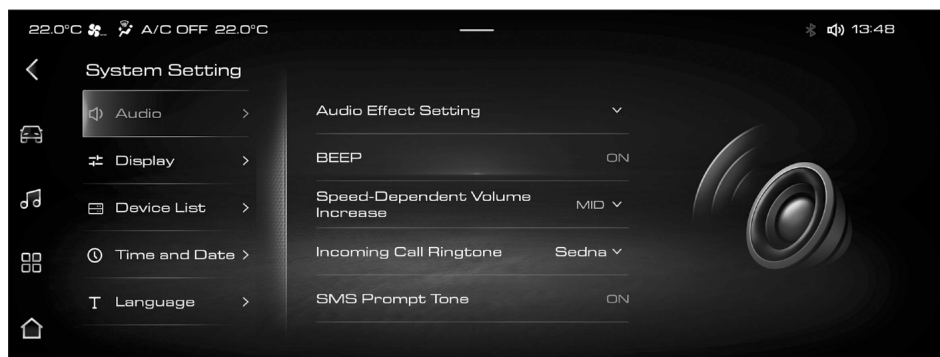 22.0°C A/C OFF 22.0°C
13:48
System Setting
Audio
Display
Device List
Time and Date
Language
Audio Effect Setting
BEEP ON
Speed-Dependent Volume
Increase MID
Incoming Call Ringtone Sedna
SMS Prompt Tone ON